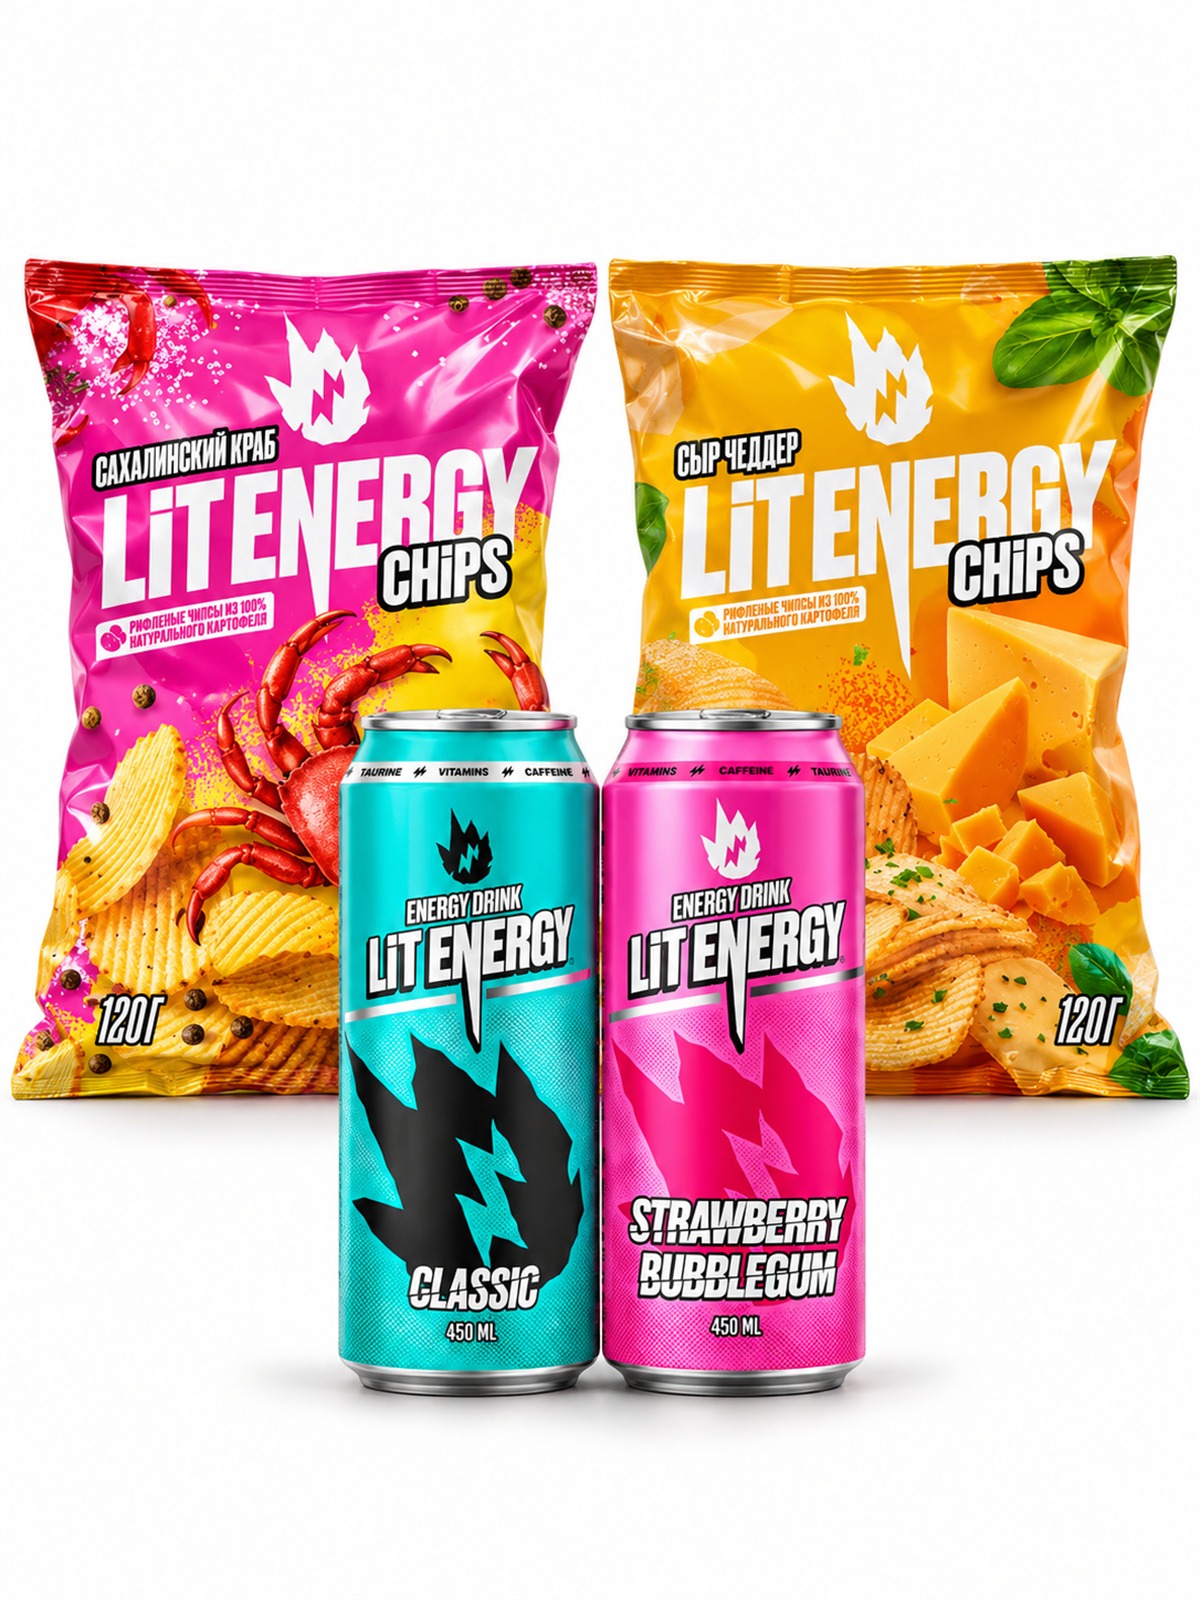 САХАЛИНСКИЙ КРАБ
LiTENERGY
CHiPS
РИФЛЕНЫЕ ЧИПСЫ ИЗ 100%
НАТУРАЛЬНОГО КАРТОФЕЛЯ
120Г
СЫР ЧЕДДЕР
LiTENERGY
CHiPS
РИФЛЕНЫЕ ЧИПСЫ ИЗ 100%
НАТУРАЛЬНОГО КАРТОФЕЛЯ
120Г
TAURINE VITAMINS CAFFEINE
ENERGY DRINK
LiT ENERGY
CLASSIC
450 ML
VITAMINS CAFFEINE TAURINE
ENERGY DRINK
LiT ENERGY
STRAWBERRY
BUBBLEGUM
450 ML